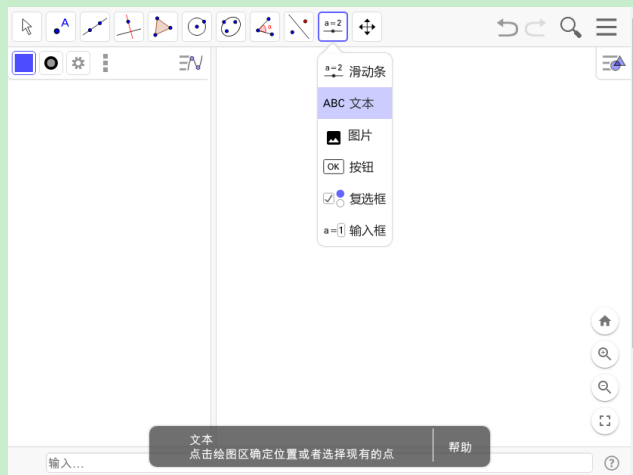 A
α
a=2
a=2 滑动条
ABC 文本
图片
OK 按钮
复选框
a=1 输入框
文本
点击绘图区确定位置或者选择现有的点
帮助
输入...
?